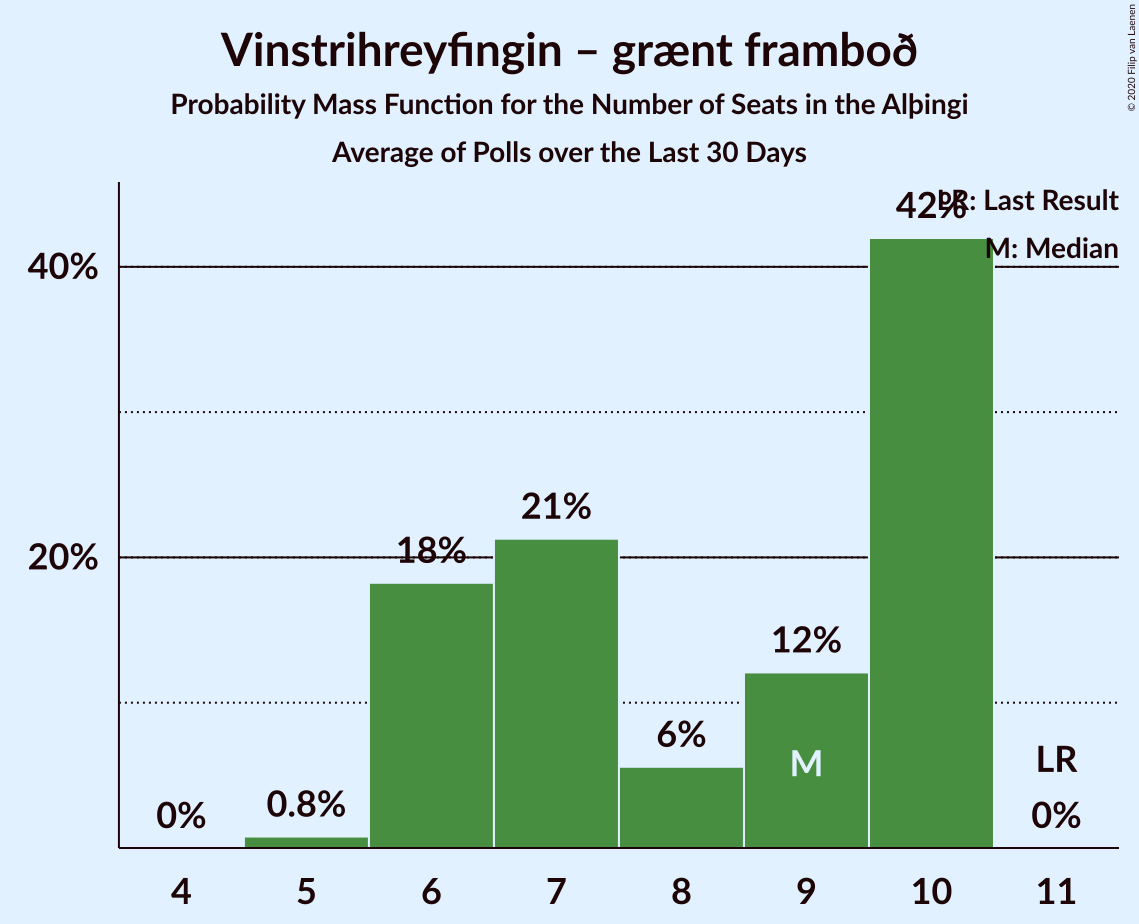 Vinstrihreyfingin – grænt framboð
Probability Mass Function for the Number of Seats in the Alþingi
Average of Polls over the Last 30 Days
© 2020 Filip van Laenen
LR: Last Result
M: Median
40%
20%
0%
0.8%
18%
21%
6%
12%
42%
0%
M
LR
4 5 6 7 8 9 10 11